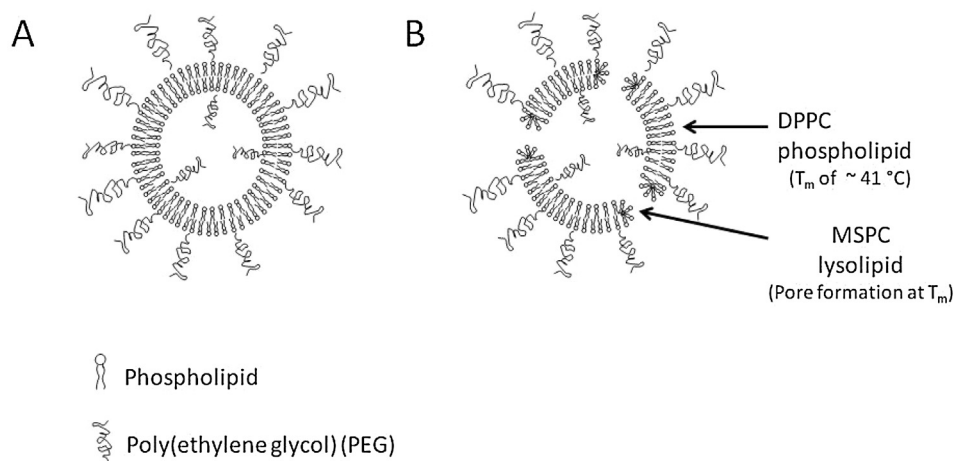 A
B
DPPC
phospholipid
(Tm of ~ 41 °C)
MSPC
lysolipid
(Pore formation at Tm)
Phospholipid
Poly(ethylene glycol) (PEG)